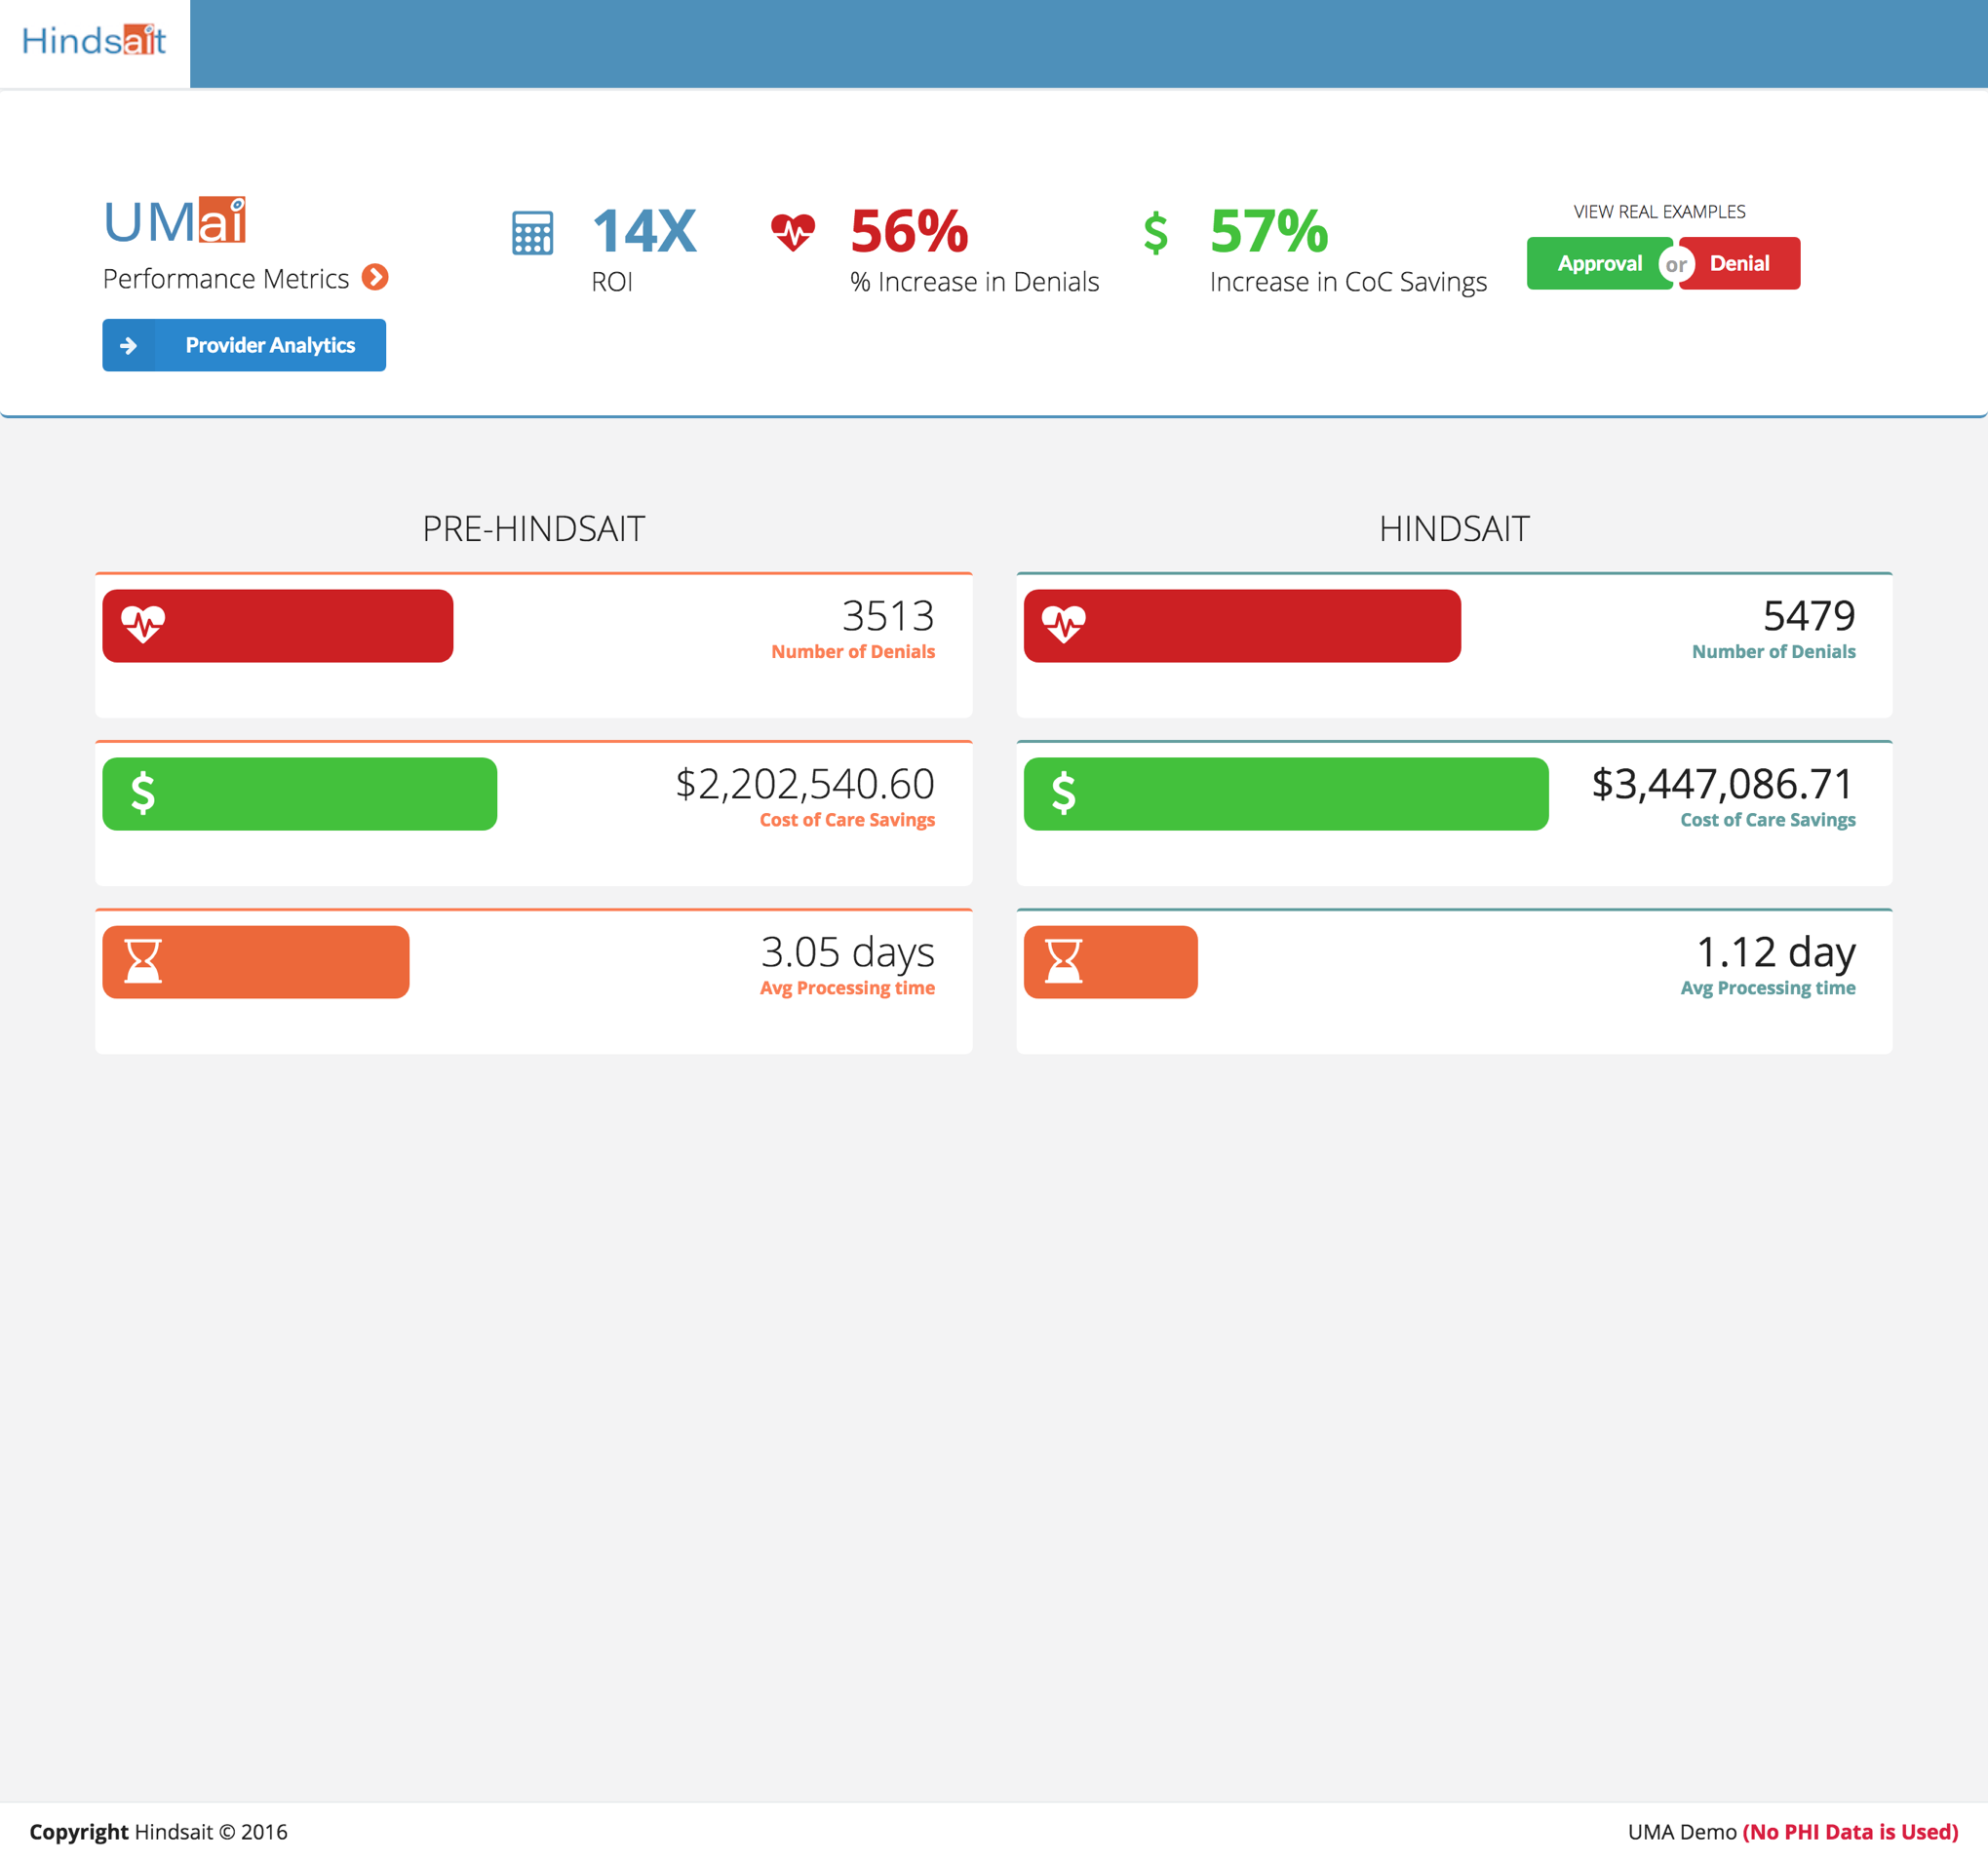 Hindsait
UMai
Performance Metrics
Provider Analytics
14X
ROI
56%
% Increase in Denials
57%
Increase in CoC Savings
VIEW REAL EXAMPLES
Approval or Denial
PRE-HINDSAIT
3513
Number of Denials
$2,202,540.60
Cost of Care Savings
3.05 days
Avg Processing time
HINDSAIT
5479
Number of Denials
$3,447,086.71
Cost of Care Savings
1.12 day
Avg Processing time
Copyright Hindsait © 2016
UMA Demo (No PHI Data is Used)